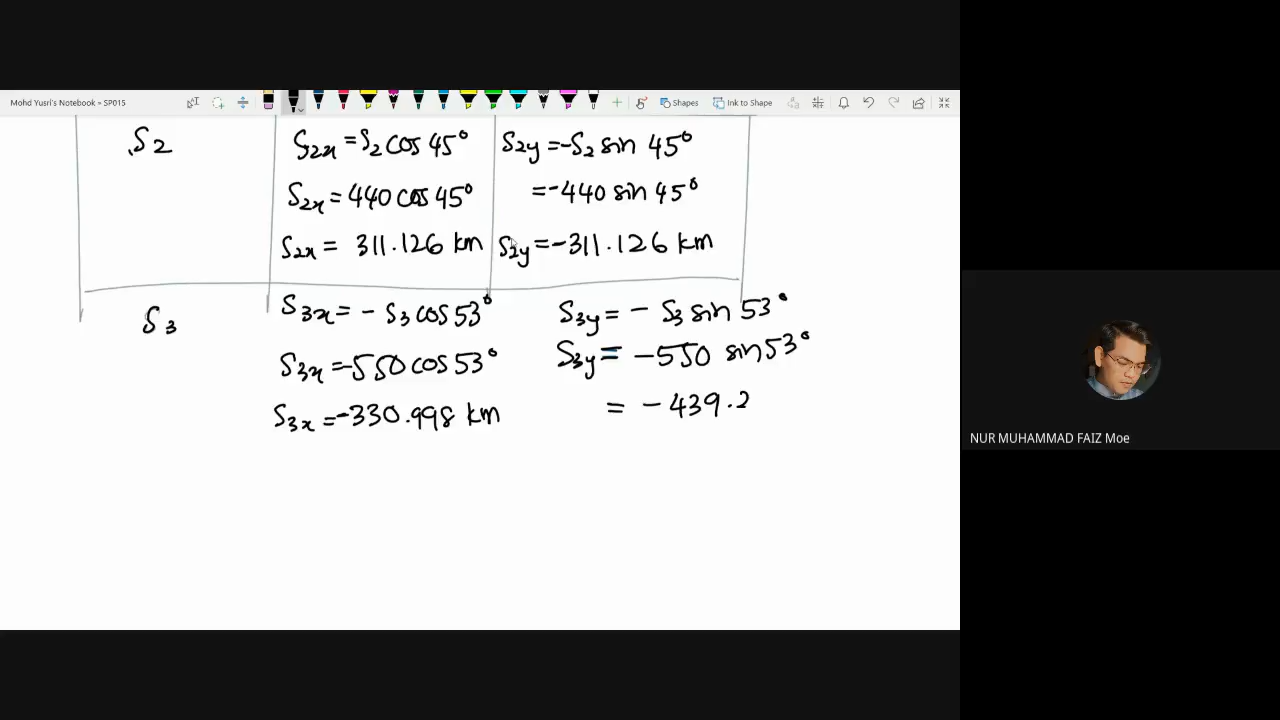 Mohd Yusri's Notebook » SP015
Shapes
Ink to Shape
S2
S2x = S2 cos 45°
S2x = 440 cos 45°
S2x = 311.126 km
S2y = -S2 sin 45°
= -440 sin 45°
S2y = -311.126 km
S3
S3x = - S3 cos 53°
S3x = -550 cos 53°
S3x = -330.998 km
S3y = - S3 sin 53°
S3y = -550 sin 53°
= - 439.2
NUR MUHAMMAD FAIZ Moe